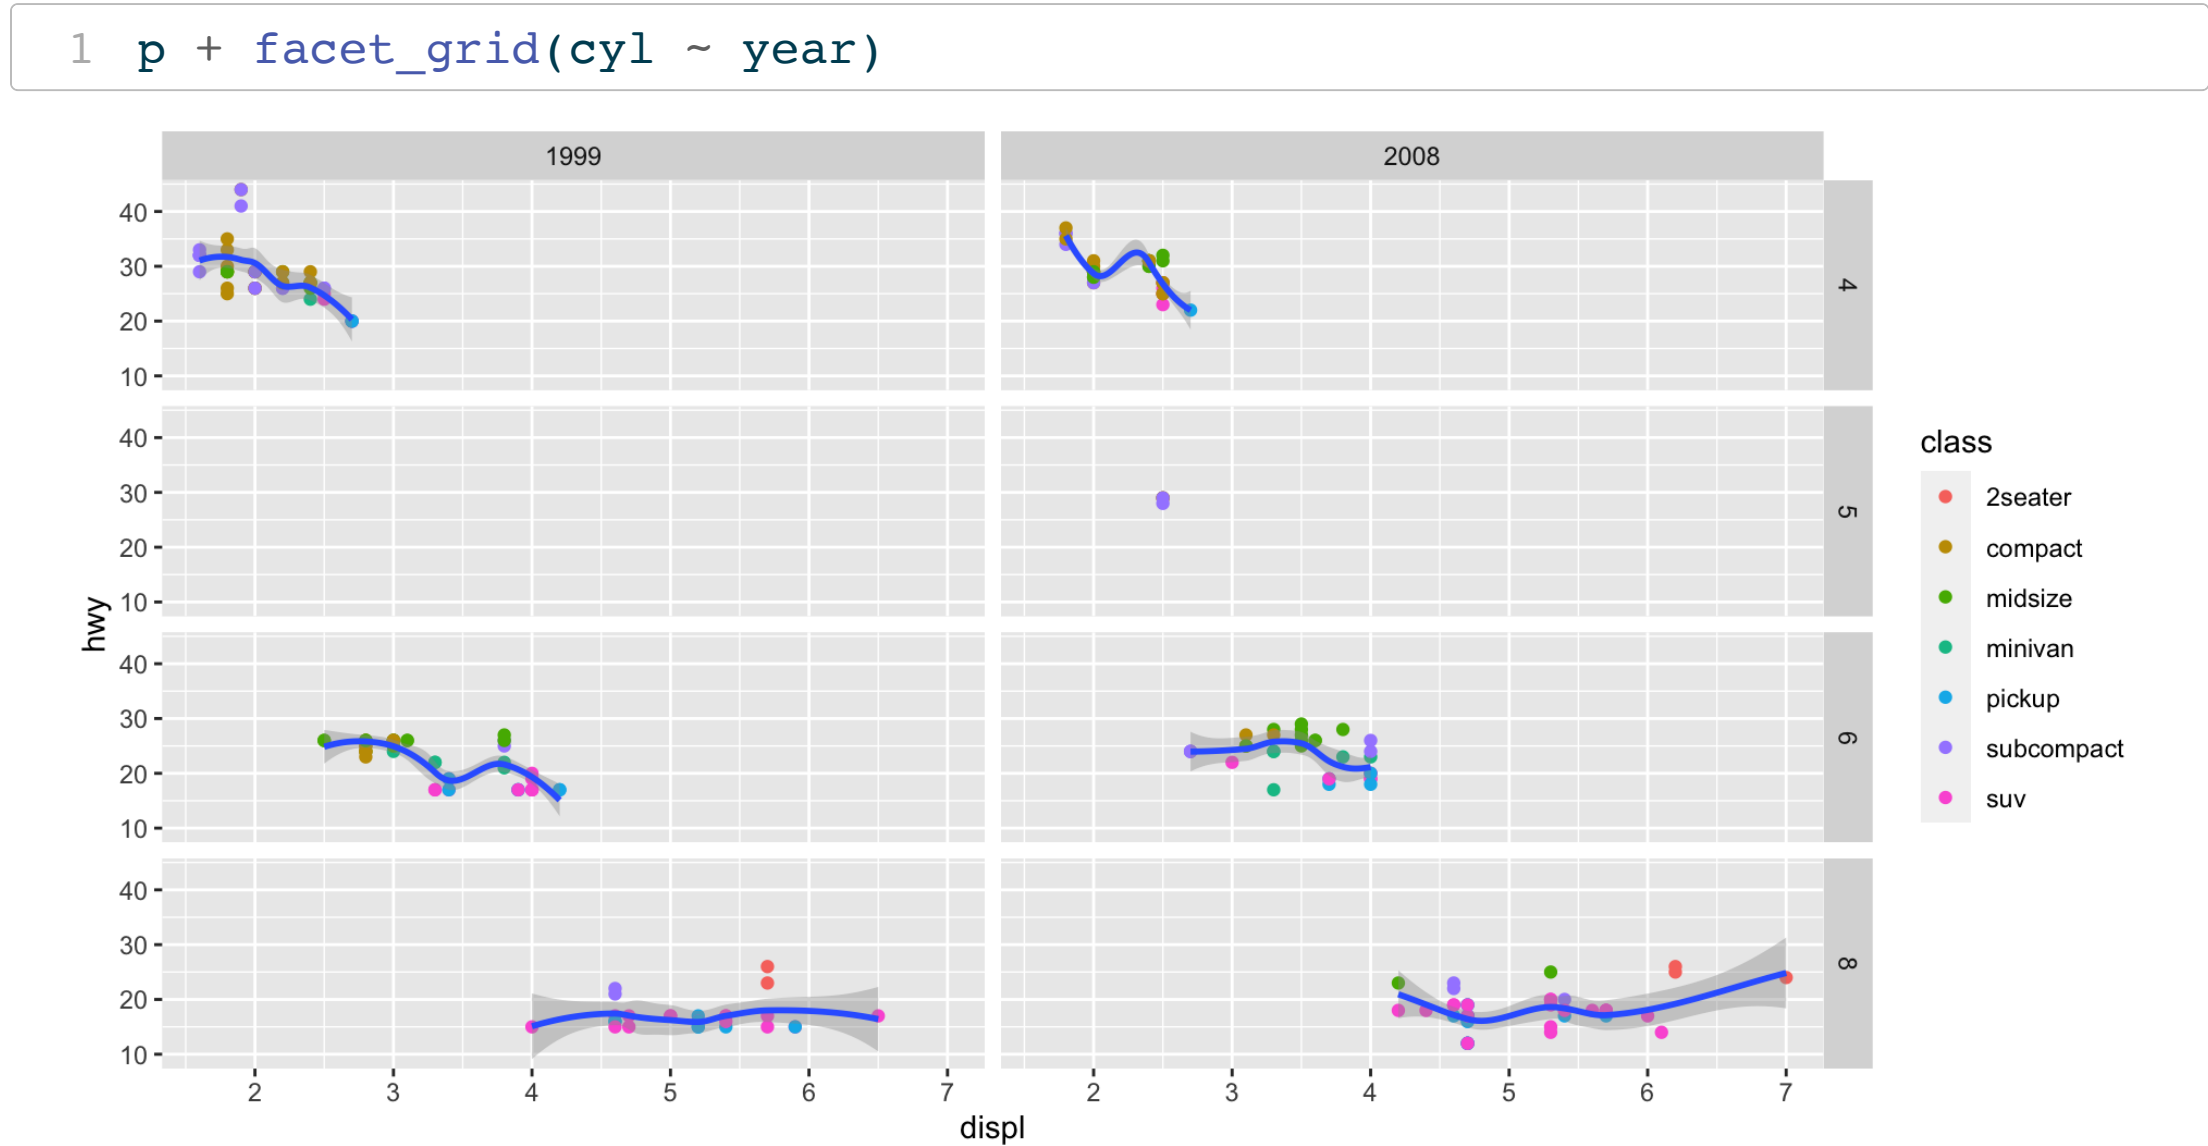 1 p + facet_grid(cyl ~ year)
1999 2008
40
30
20
10
4
40
30
20
10
5
hwy
40
30
20
10
6
40
30
20
10
8
2 3 4 5 6 7 2 3 4 5 6 7
displ
class
2seater
compact
midsize
minivan
pickup
subcompact
suv